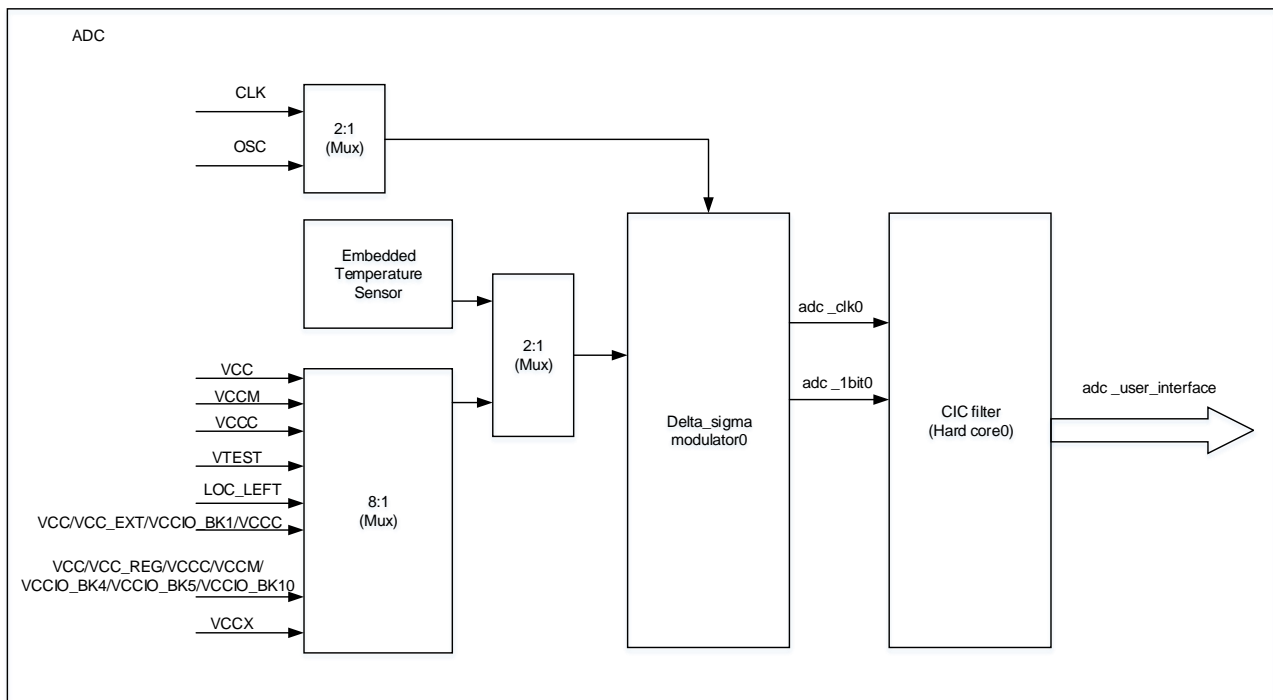 ADC
CLK
OSC
2:1
(Mux)
Embedded
Temperature
Sensor
2:1
(Mux)
VCC
VCCM
VCCC
VTEST
LOC_LEFT
VCC/VCC_EXT/VCCIO_BK1/VCCC
VCC/VCC_REG/VCCC/VCCM/
VCCIO_BK4/VCCIO_BK5/VCCIO_BK10
VCCX
8:1
(Mux)
Delta_sigma
modulator0
adc _clk0
adc _1bit0
CIC filter
(Hard core0)
adc _user_interface